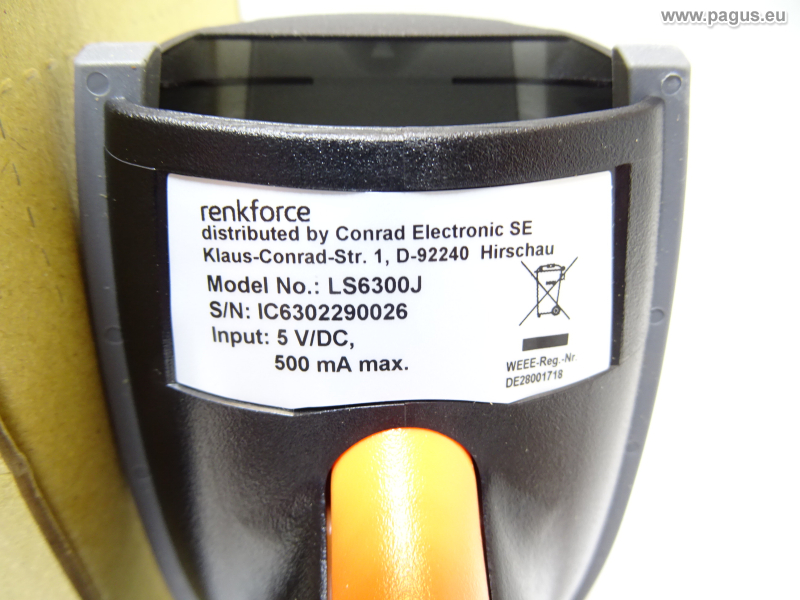 www.pagus.eu
renkforce
distributed by Conrad Electronic SE
Klaus-Conrad-Str. 1, D-92240 Hirschau
Model No.: LS6300J
S/N: IC6302290026
Input: 5 V/DC,
500 mA max.
WEEE-Reg.-Nr
DE28001718